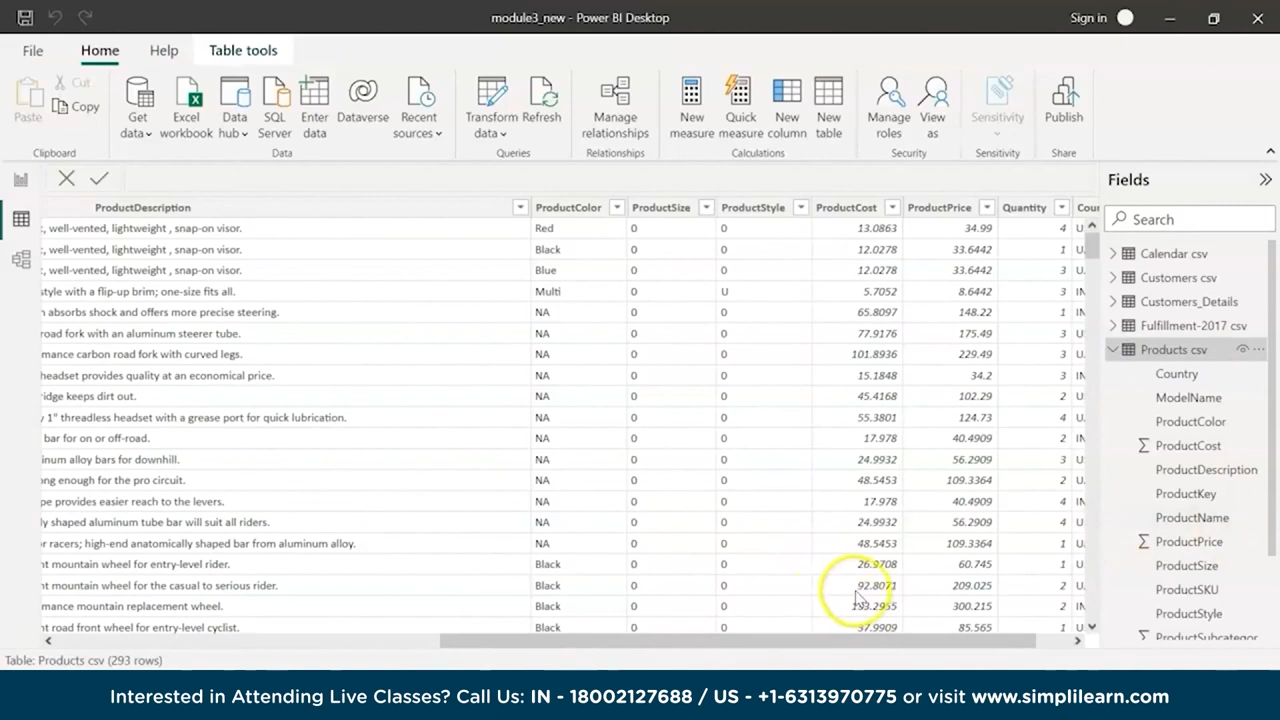 module3_new - Power BI Desktop
Sign in
File Home Help Table tools
Paste
Cut
Copy
Get data
Excel workbook
Data hub
SQL Server
Enter data
Dataverse
Recent sources
Transform data
Refresh
Manage relationships
New measure
Quick measure
New column
New table
Manage roles
View as
Sensitivity
Publish
Clipboard Data Queries Relationships Calculations Security Sensitivity Share
ProductDescription ProductColor ProductSize ProductStyle ProductCost ProductPrice Quantity Cour
, well-vented, lightweight , snap-on visor. Red 0 0 13.0863 34.99 4 U
, well-vented, lightweight , snap-on visor. Black 0 0 12.0278 33.6442 1 U
, well-vented, lightweight , snap-on visor. Blue 0 0 12.0278 33.6442 3 U
style with a flip-up brim; one-size fits all. Multi 0 U 5.7052 8.6442 3 IN
n absorbs shock and offers more precise steering. NA 0 0 65.8097 148.22 1 IN
road fork with an aluminum steerer tube. NA 0 0 77.9176 175.49 3 U
mance carbon road fork with curved legs. NA 0 0 101.8936 229.49 3 U
headset provides quality at an economical price. NA 0 0 15.1848 34.2 3 IN
ridge keeps dirt out. NA 0 0 45.4168 102.29 2 U
y 1" threadless headset with a grease port for quick lubrication. NA 0 0 55.3801 124.73 4 U
bar for on or off-road. NA 0 0 17.978 40.4909 2 IN
inum alloy bars for downhill. NA 0 0 24.9932 56.2909 3 U
ong enough for the pro circuit. NA 0 0 48.5453 109.3364 2 U
pe provides easier reach to the levers. NA 0 0 17.978 40.4909 4 IN
ly shaped aluminum tube bar will suit all riders. NA 0 0 24.9932 56.2909 4 U
or racers; high-end anatomically shaped bar from aluminum alloy. NA 0 0 48.5453 109.3364 1 U
nt mountain wheel for entry-level rider. Black 0 0 26.9708 60.745 1 U
nt mountain wheel for the casual to serious rider. Black 0 0 92.8071 209.025 2 U
mance mountain replacement wheel. Black 0 0 133.2955 300.215 2 IN
nt road front wheel for entry-level cyclist. Black 0 0 37.9909 85.565 1 U
Table: Products csv (293 rows)
Fields
Search
Calendar csv
Customers csv
Customers_Details
Fulfillment-2017 csv
Products csv
Country
ModelName
ProductColor
ProductCost
ProductDescription
ProductKey
ProductName
ProductPrice
ProductSize
ProductSKU
ProductStyle
ProductSubcategor
Interested in Attending Live Classes? Call Us: IN - 18002127688 / US - +1-6313970775 or visit www.simplilearn.com